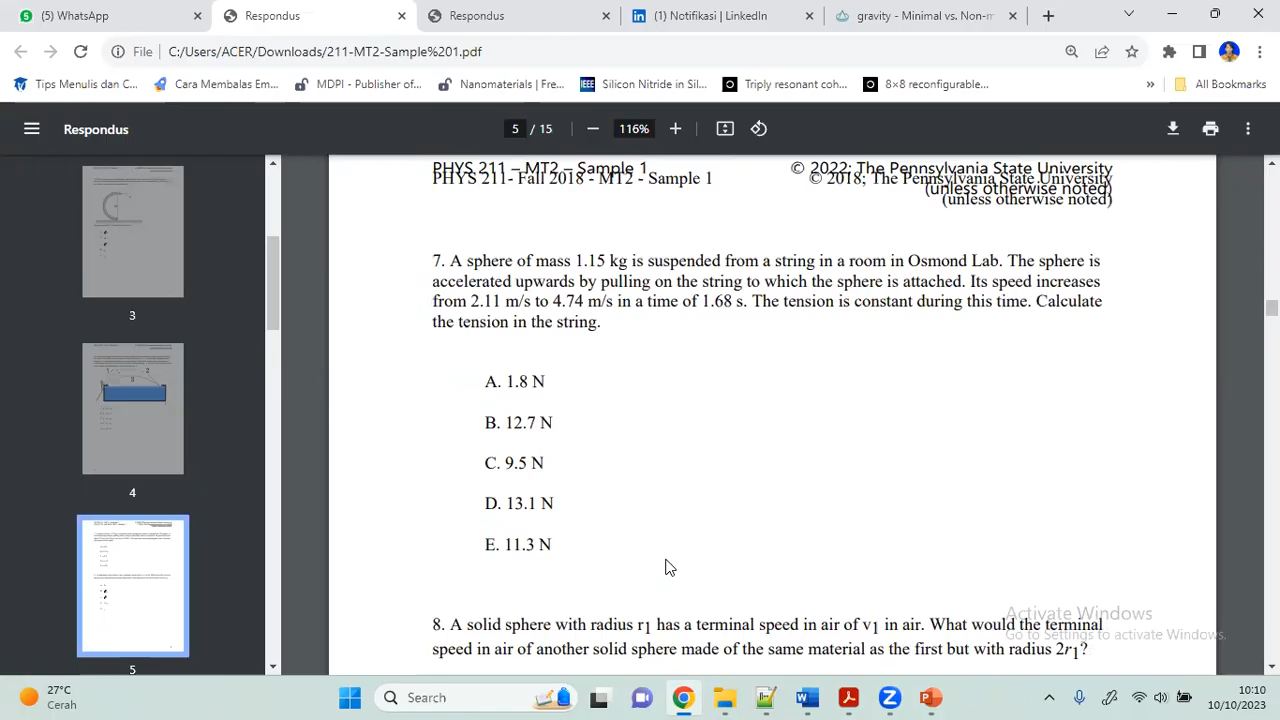 (5) WhatsApp
Respondus
Respondus
(1) Notifikasi | LinkedIn
gravity - Minimal vs. Non-m
File
C:/Users/ACER/Downloads/211-MT2-Sample%201.pdf
Tips Menulis dan C...
Cara Membalas Em...
MDPI - Publisher of...
Nanomaterials | Fre...
IEEE
Silicon Nitride in Sil...
Triply resonant coh...
8×8 reconfigurable...
»
All Bookmarks
Respondus
5 / 15
116%
3
4
5
PHYS 211 – MT2 – Sample 1
© 2022; The Pennsylvania State University
PHYS 211- Fall 2018 - MT2 - Sample 1
© 2018; The Pennsylvania State University
(unless otherwise noted)
(unless otherwise noted)
7. A sphere of mass 1.15 kg is suspended from a string in a room in Osmond Lab. The sphere is
accelerated upwards by pulling on the string to which the sphere is attached. Its speed increases
from 2.11 m/s to 4.74 m/s in a time of 1.68 s. The tension is constant during this time. Calculate
the tension in the string.
A. 1.8 N
B. 12.7 N
C. 9.5 N
D. 13.1 N
E. 11.3 N
8. A solid sphere with radius r1 has a terminal speed in air of v1 in air. What would the terminal
speed in air of another solid sphere made of the same material as the first but with radius 2r1?
Activate Windows
Go to Settings to activate Windows.
27°C
Cerah
Search
10:10
10/10/2023